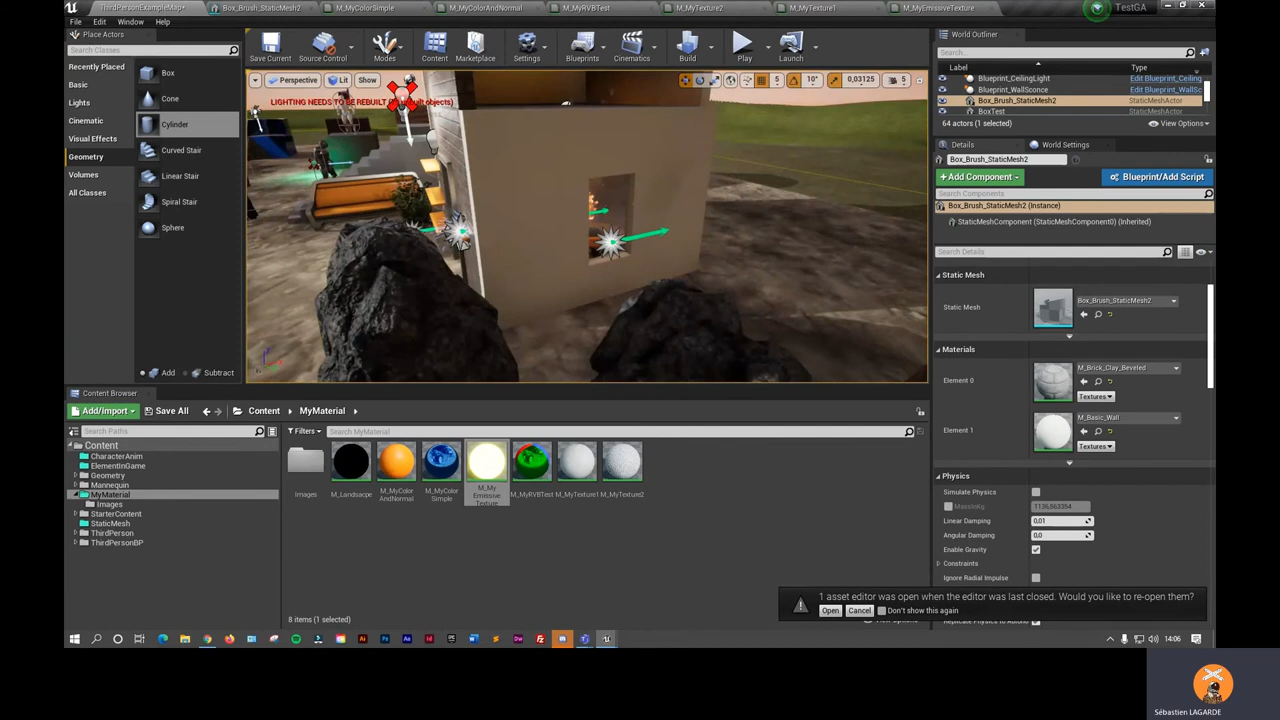 ThirdPersonExampleMap*
Box_Brush_StaticMesh2
M_MyColorSimple
M_MyColorAndNormal
M_MyRVBTest
M_MyTexture2
M_MyTexture1
M_MyEmissiveTexture
TestGA
File Edit Window Help
Place Actors
Search Classes
Recently Placed
Basic
Lights
Cinematic
Visual Effects
Geometry
Volumes
All Classes
Box
Cone
Cylinder
Curved Stair
Linear Stair
Spiral Stair
Sphere
Add
Subtract
Save Current
Source Control
Modes
Content
Marketplace
Settings
Blueprints
Cinematics
Build
Play
Launch
Perspective
Lit
Show
5
10°
0,03125
5
World Outliner
Search...
Label
Type
Blueprint_CeilingLight Edit Blueprint_Ceiling
Blueprint_WallSconce Edit Blueprint_WallSc
Box_Brush_StaticMesh2 StaticMeshActor
BoxTest StaticMeshActor
64 actors (1 selected)
View Options
Details
World Settings
Box_Brush_StaticMesh2
Add Component
Blueprint/Add Script
Search Components
Box_Brush_StaticMesh2 (Instance)
StaticMeshComponent (StaticMeshComponent0) (Inherited)
Search Details
Static Mesh
Static Mesh
Box_Brush_StaticMesh2
Materials
Element 0
M_Brick_Clay_Beveled
Textures
Element 1
M_Basic_Wall
Textures
Physics
Simulate Physics
MassInKg 1136,563354
Linear Damping 0,01
Angular Damping 0,0
Enable Gravity
Constraints
Ignore Radial Impulse
Content Browser
Add/Import
Save All
Content
MyMaterial
Search Paths
Filters
Search MyMaterial
Content
CharacterAnim
ElementInGame
Geometry
Mannequin
MyMaterial
Images
StarterContent
StaticMesh
ThirdPerson
ThirdPersonBP
Images
M_Landsacpe
M_MyColor
AndNormal
M_MyColor
Simple
M_My
Emissive
Texture
M_MyRVBTest
M_MyTexture1
M_MyTexture2
8 items (1 selected)
1 asset editor was open when the editor was last closed. Would you like to re-open them?
Open
Cancel
Don't show this again
14:06
Sébastien LAGARDE